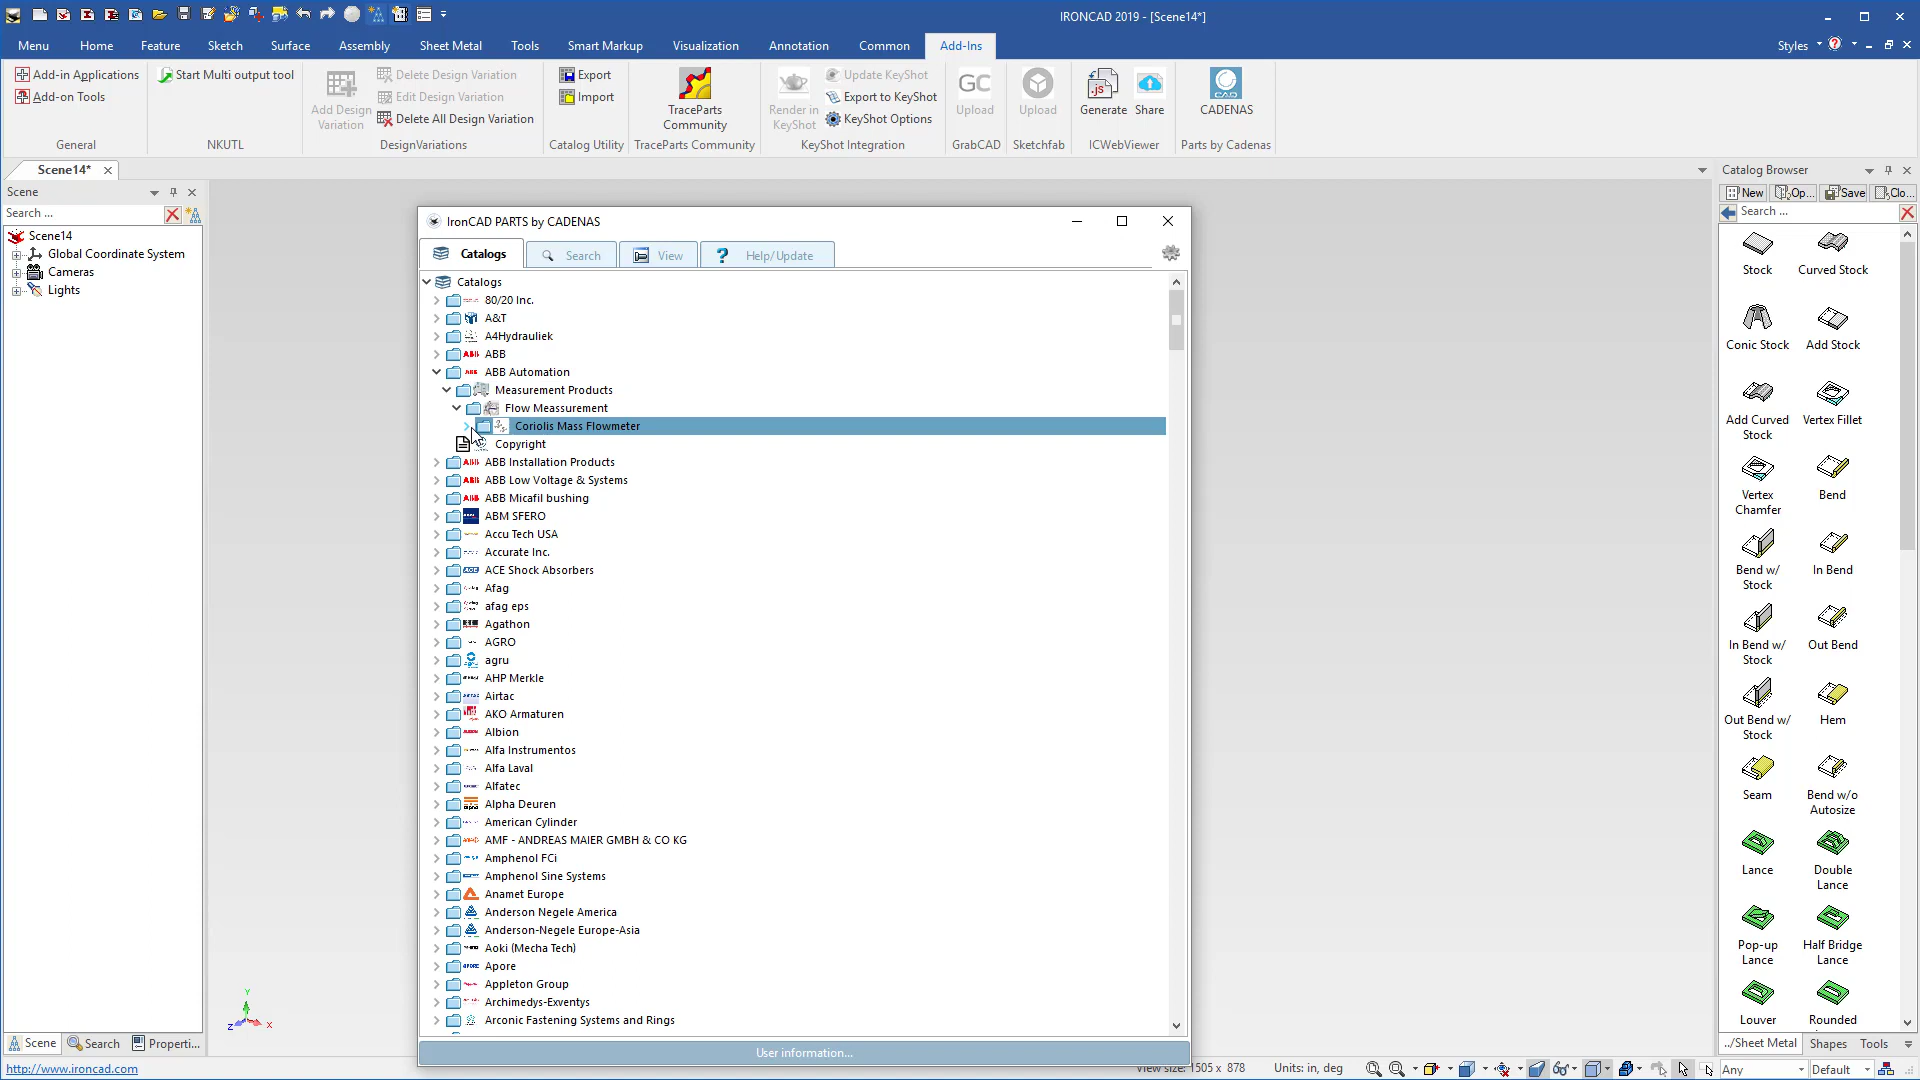 IRONCAD 2019 - [Scene14*]
Menu Home Feature Sketch Surface Assembly Sheet Metal Tools Smart Markup Visualization Annotation Common Add-Ins Styles
Add-in Applications
Add-on Tools
General
Start Multi output tool
NKUTL
Add Design
Variation
Delete Design Variation
Edit Design Variation
Delete All Design Variation
DesignVariations
Export
Import
Catalog Utility
TraceParts
Community
TraceParts Community
Render in
KeyShot
Update KeyShot
Export to KeyShot
KeyShot Options
KeyShot Integration
GC
Upload
GrabCAD
Upload
Sketchfab
.js
Generate
Share
ICWebViewer
CAD
CADENAS
Parts by Cadenas
Scene14*
Scene
Search ...
Scene14
Global Coordinate System
Cameras
Lights
IronCAD PARTS by CADENAS
Catalogs Search View ? Help/Update
Catalogs
80/20 Inc.
A&T
A4Hydrauliek
ABB
ABB Automation
Measurement Products
Flow Meassurement
Coriolis Mass Flowmeter
Copyright
ABB Installation Products
ABB Low Voltage & Systems
ABB Micafil bushing
ABM SFERO
Accu Tech USA
Accurate Inc.
ACE Shock Absorbers
Afag
afag eps
Agathon
AGRO
agru
AHP Merkle
Airtac
AKO Armaturen
Albion
Alfa Instrumentos
Alfa Laval
Alfatec
Alpha Deuren
American Cylinder
AMF - ANDREAS MAIER GMBH & CO KG
Amphenol FCi
Amphenol Sine Systems
Anamet Europe
Anderson Negele America
Anderson-Negele Europe-Asia
Aoki (Mecha Tech)
Apore
Appleton Group
Archimedys-Exventys
Arconic Fastening Systems and Rings
User information...
Catalog Browser
New Op... Save Clo...
Search ...
Stock
Curved Stock
Conic Stock
Add Stock
Add Curved
Stock
Vertex Fillet
Vertex
Chamfer
Bend
Bend w/
Stock
In Bend
In Bend w/
Stock
Out Bend
Out Bend w/
Stock
Hem
Seam
Bend w/o
Autosize
Lance
Double
Lance
Pop-up
Lance
Half Bridge
Lance
Louver
Rounded
../Sheet Metal Shapes Tools
Y
Z
X
Scene Search Properti...
http://www.ironcad.com
View size: 1505 x 878 Units: in, deg Any Default